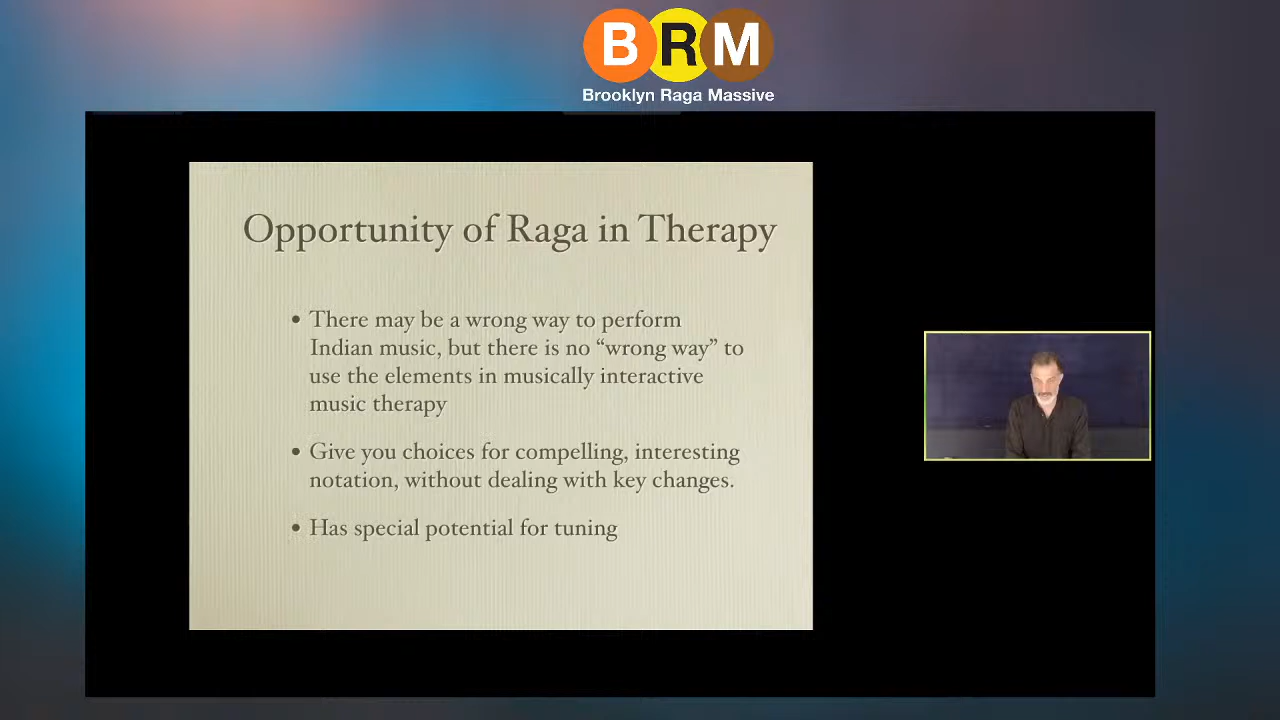 BRM
Brooklyn Raga Massive
Opportunity of Raga in Therapy
• There may be a wrong way to perform
Indian music, but there is no “wrong way” to
use the elements in musically interactive
music therapy
• Give you choices for compelling, interesting
notation, without dealing with key changes.
• Has special potential for tuning